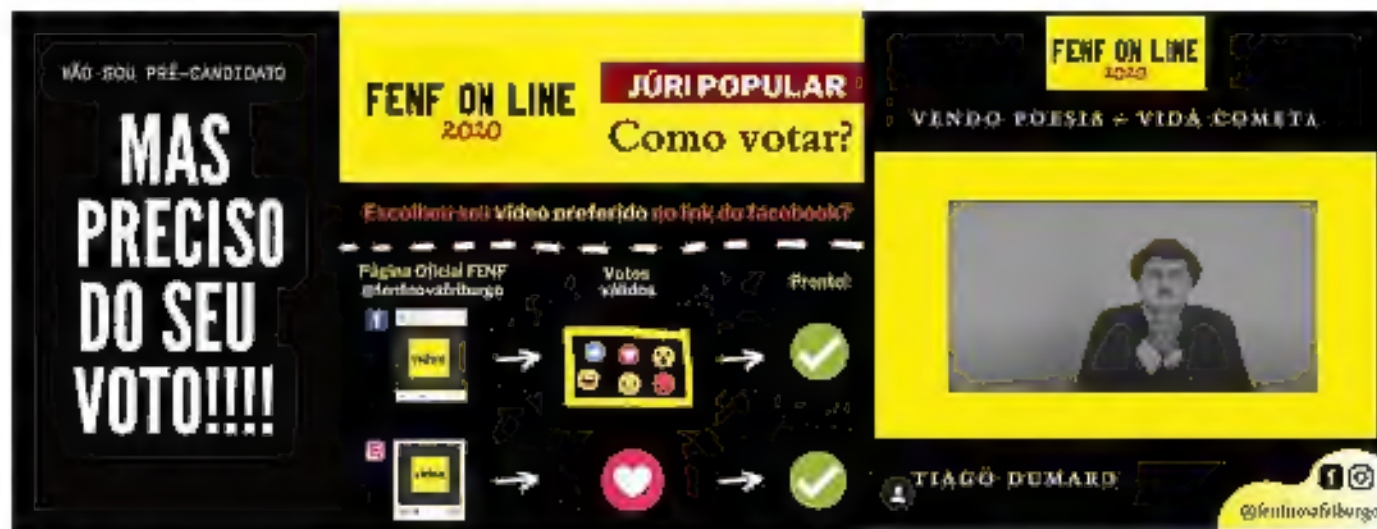 NÃO SOU PRÉ-CANDIDATO
MAS
PRECISO
DO SEU
VOTO!!!!
FENF ON LINE
2020
JÚRI POPULAR
Como votar?
Escolheu seu vídeo preferido no link do facebook?
Página Oficial FENF
@fenfnovafriburgo
Votos
válidos
Pronto!
vídeo
vídeo
FENF ON LINE
2020
VENDO POESIA - VIDA COMETA
TIAGO DUMARD
@fenfnovafriburgo